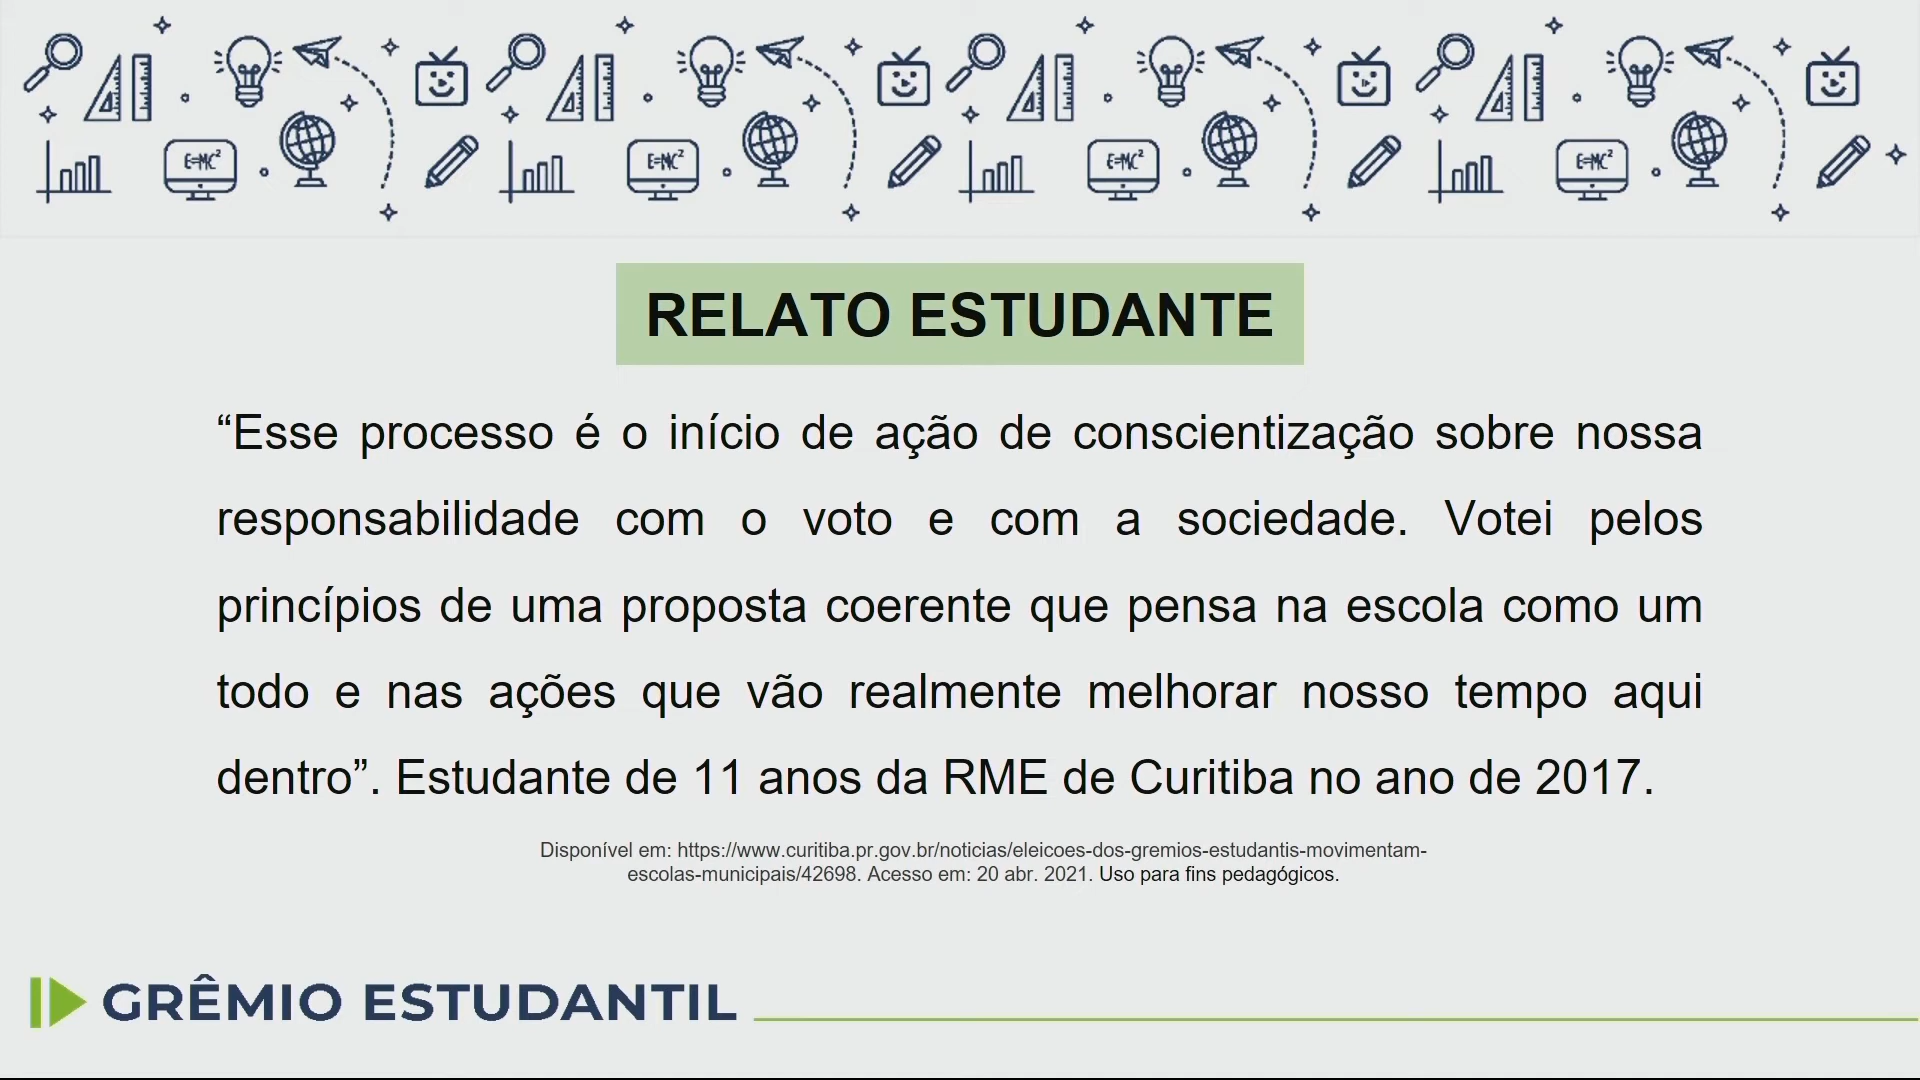 E=MC² E=MC² E=MC² E=MC²
RELATO ESTUDANTE
“Esse processo é o início de ação de conscientização sobre nossa
responsabilidade com o voto e com a sociedade. Votei pelos
princípios de uma proposta coerente que pensa na escola como um
todo e nas ações que vão realmente melhorar nosso tempo aqui
dentro”. Estudante de 11 anos da RME de Curitiba no ano de 2017.
Disponível em: https://www.curitiba.pr.gov.br/noticias/eleicoes-dos-gremios-estudantis-movimentam-
escolas-municipais/42698. Acesso em: 20 abr. 2021. Uso para fins pedagógicos.
GRÊMIO ESTUDANTIL